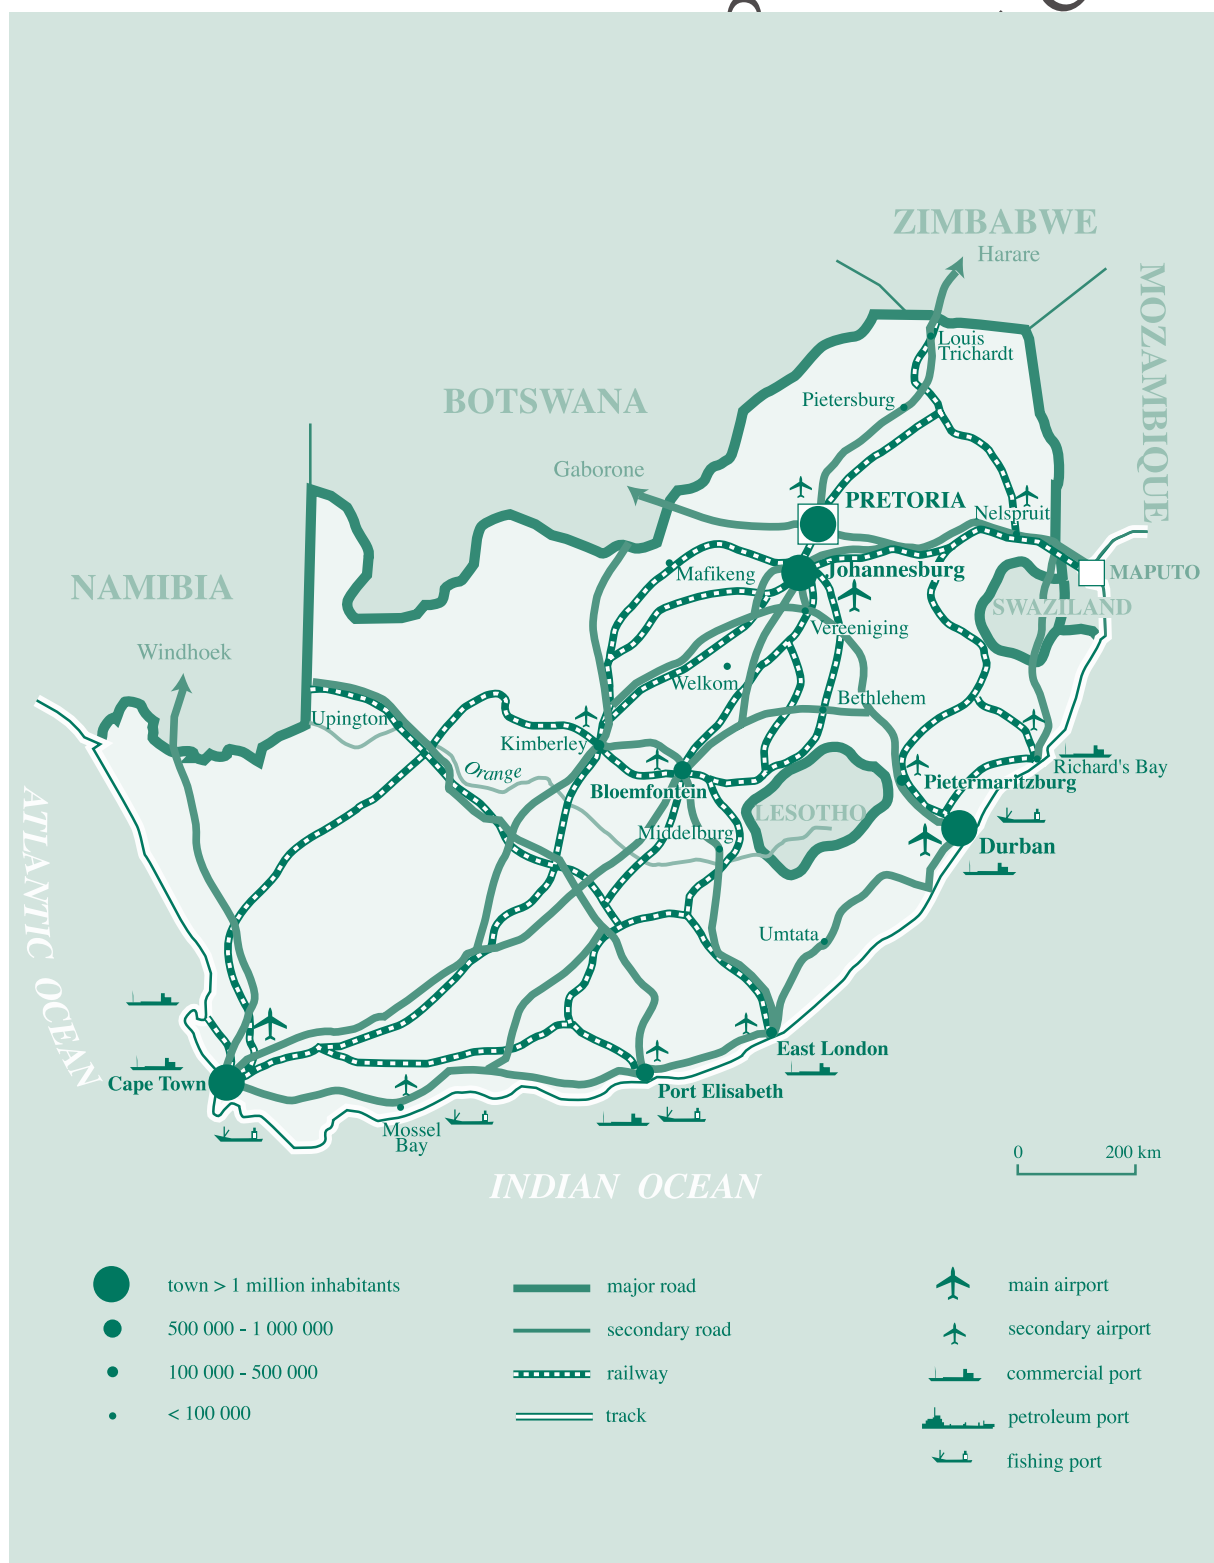 ZIMBABWE
Harare
MOZAMBIQUE
Louis
Trichardt
BOTSWANA
Pietersburg
Gaborone
PRETORIA
Nelspruit
NAMIBIA
Mafikeng
Johannesburg
MAPUTO
SWAZILAND
Windhoek
Vereeniging
Welkom
Upington
Bethlehem
Kimberley
Orange
Richard's Bay
Bloemfontein
Pietermaritzburg
ATLANTIC OCEAN
LESOTHO
Middelburg
Durban
Umtata
East London
Cape Town
Port Elisabeth
Mossel
Bay
0 200 km
INDIAN OCEAN
town > 1 million inhabitants
500 000 - 1 000 000
100 000 - 500 000
< 100 000
major road
secondary road
railway
track
main airport
secondary airport
commercial port
petroleum port
fishing port